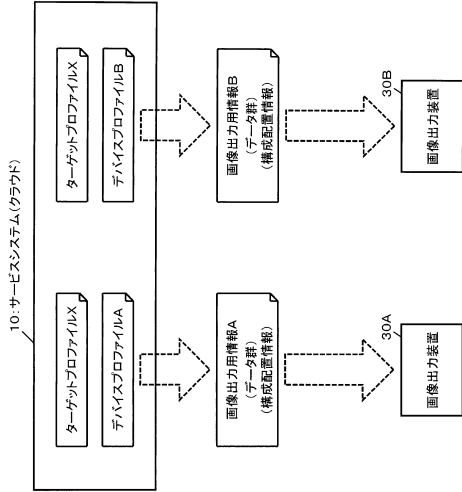 10:サービスシステム(クラウド)
ターゲットプロファイルX
デバイスプロファイルA
画像出力用情報A
(データ群)
(構成配置情報)
30A
画像出力装置
ターゲットプロファイルX
デバイスプロファイルB
画像出力用情報B
(データ群)
(構成配置情報)
30B
画像出力装置